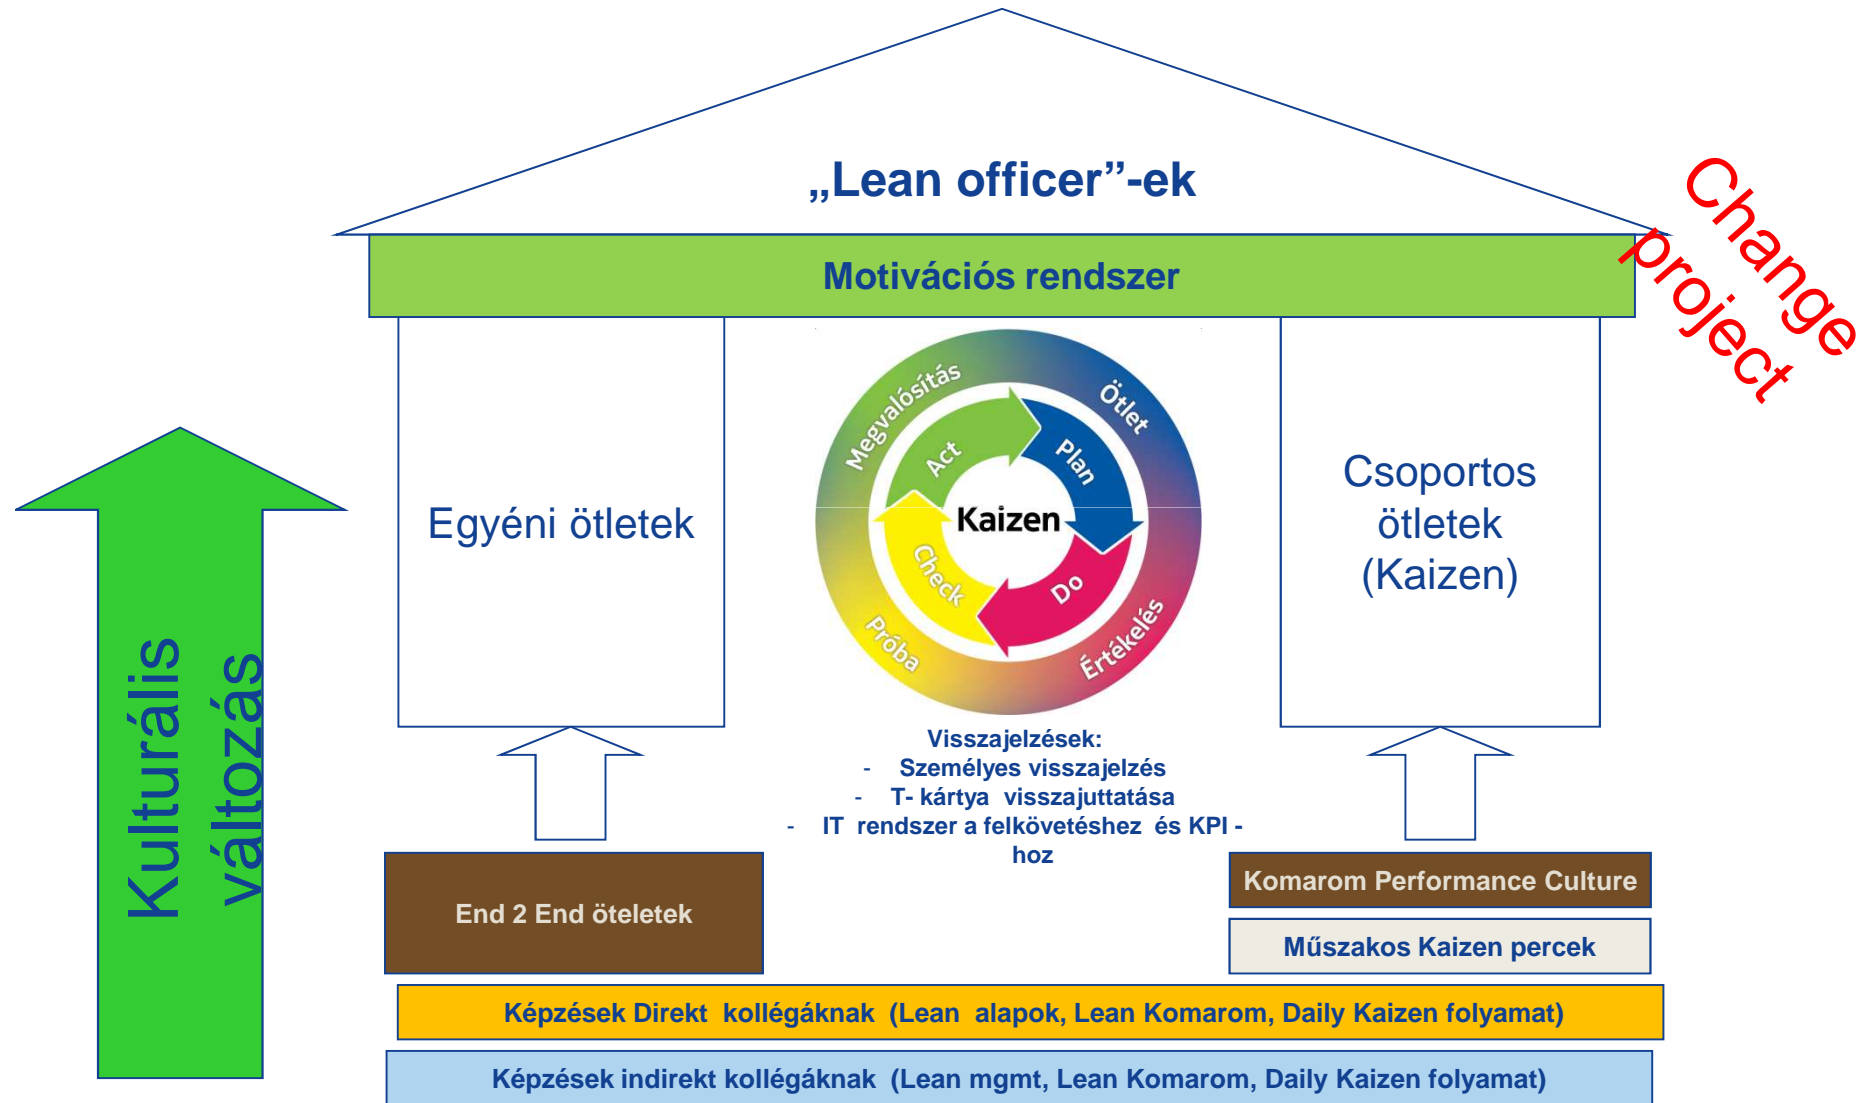 „Lean officer”-ek
Change
project
Motivációs rendszer
Egyéni ötletek
Megvalósítás
Ötlet
Értékelés
Próba
Act
Plan
Do
Check
Kaizen
Csoportos
ötletek
(Kaizen)
Kulturális
változás
Visszajelzések:
- Személyes visszajelzés
- T- kártya visszajuttatása
- IT rendszer a felkövetéshez és KPI -
hoz
End 2 End öteletek
Komarom Performance Culture
Műszakos Kaizen percek
Képzések Direkt kollégáknak (Lean alapok, Lean Komarom, Daily Kaizen folyamat)
Képzések indirekt kollégáknak (Lean mgmt, Lean Komarom, Daily Kaizen folyamat)